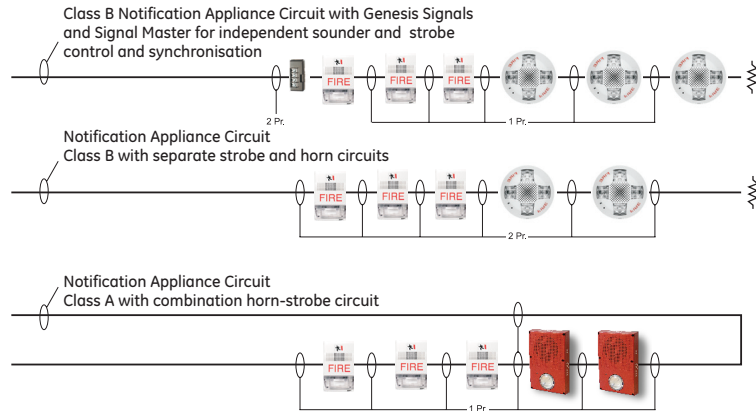 Class B Notification Appliance Circuit with Genesis Signals
and Signal Master for independent sounder and strobe
control and synchronisation
FIRE FIRE FIRE
2 Pr.
1 Pr.
Notification Appliance Circuit
Class B with separate strobe and horn circuits
FIRE FIRE FIRE
2 Pr.
Notification Appliance Circuit
Class A with combination horn-strobe circuit
FIRE FIRE FIRE
1 Pr.